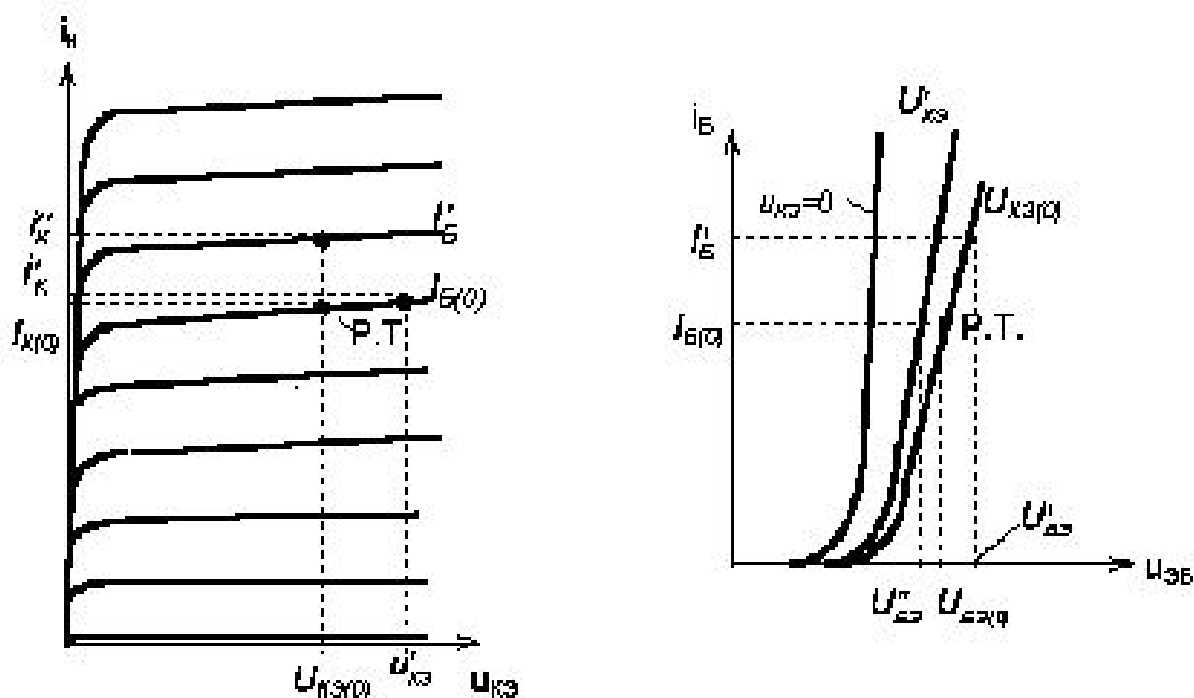 iк
i″к
i′к
Iк(0)
I′Б
IБ(0)
Р.Т
Uкэ(0)
u′кэ
uкэ
iБ
U′кэ
uкэ=0
Uкэ(0)
I′Б
IБ(0)
Р.Т.
U′бэ
U″бэ
Uбэ(0)
uэБ